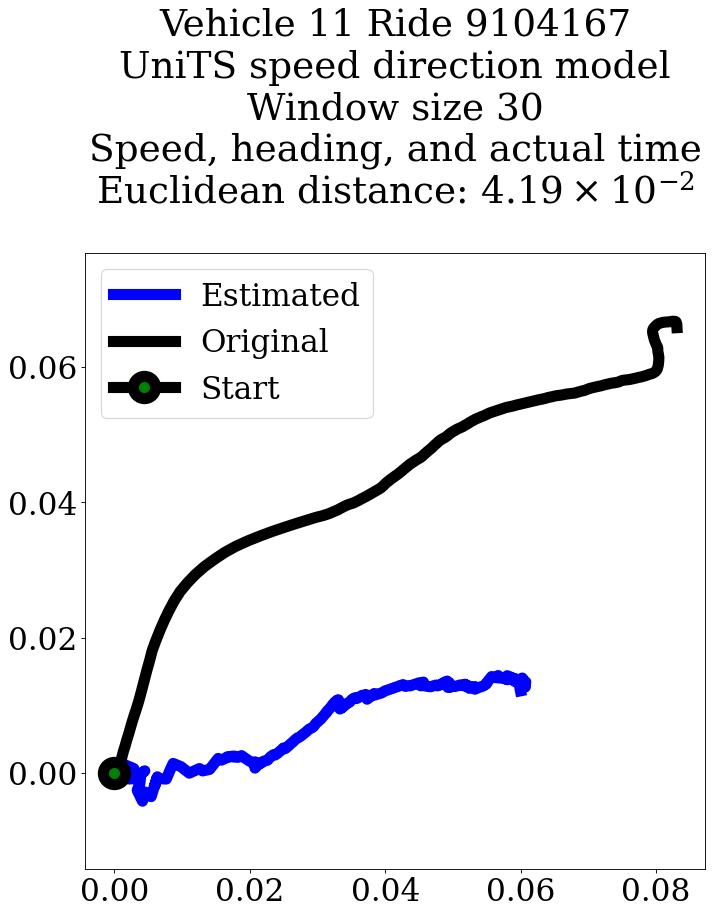 Vehicle 11 Ride 9104167
UniTS speed direction model
Window size 30
Speed, heading, and actual time
Euclidean distance: 4.19 × 10⁻²
Estimated
Original
Start
0.06
0.04
0.02
0.00
0.00 0.02 0.04 0.06 0.08